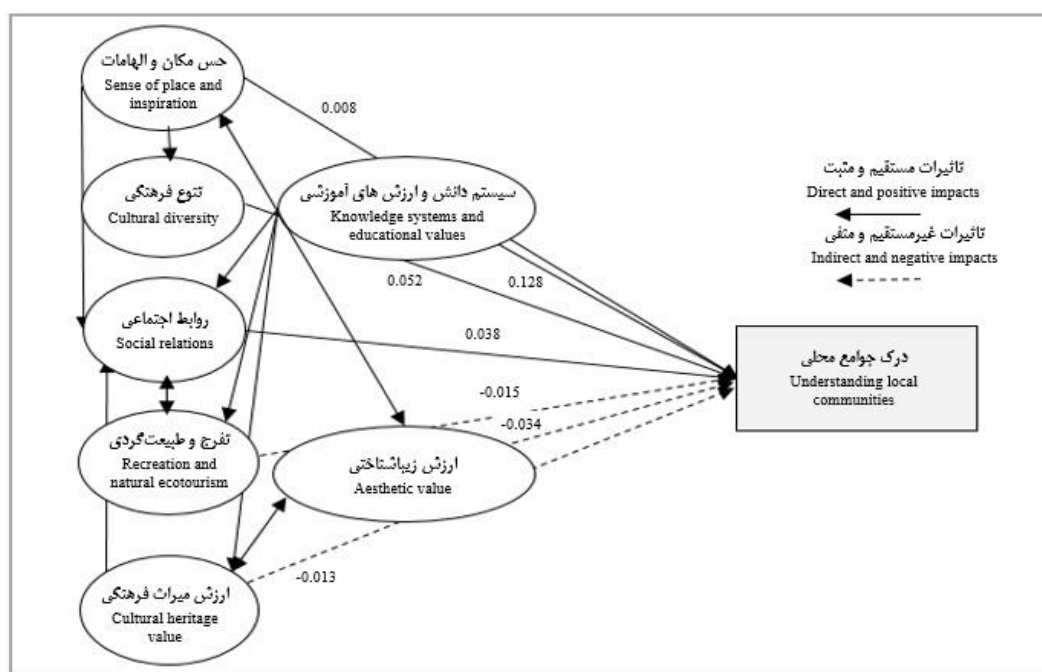 حس مکان و الهامات
Sense of place and
inspiration
0.008
تنوع فرهنگی
Cultural diversity
سیستم دانش و ارزش های آموزشی
Knowledge systems and
educational values
تاثیرات مستقیم و مثبت
Direct and positive impacts
تاثیرات غیرمستقیم و منفی
Indirect and negative impacts
0.052
0.128
روابط اجتماعی
Social relations
0.038
درک جوامع محلی
Understanding local
communities
-0.015
-0.034
تفرج و طبیعت‌گردی
Recreation and
natural ecotourism
ارزش زیباشناختی
Aesthetic value
-0.013
ارزش میراث فرهنگی
Cultural heritage
value